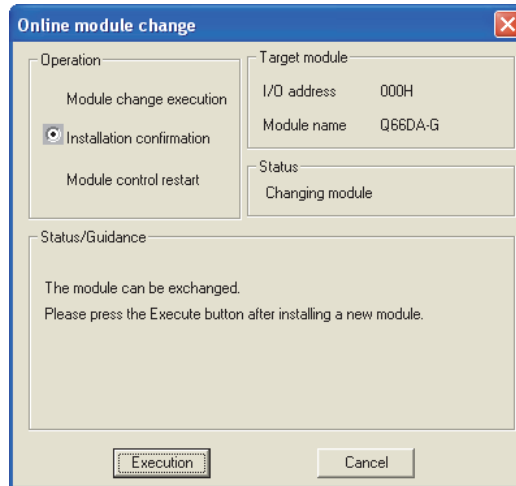 Online module change
Operation
Module change execution
Installation confirmation
Module control restart
Target module
I/O address 000H
Module name Q66DA-G
Status
Changing module
Status/Guidance
The module can be exchanged.
Please press the Execute button after installing a new module.
Execution
Cancel